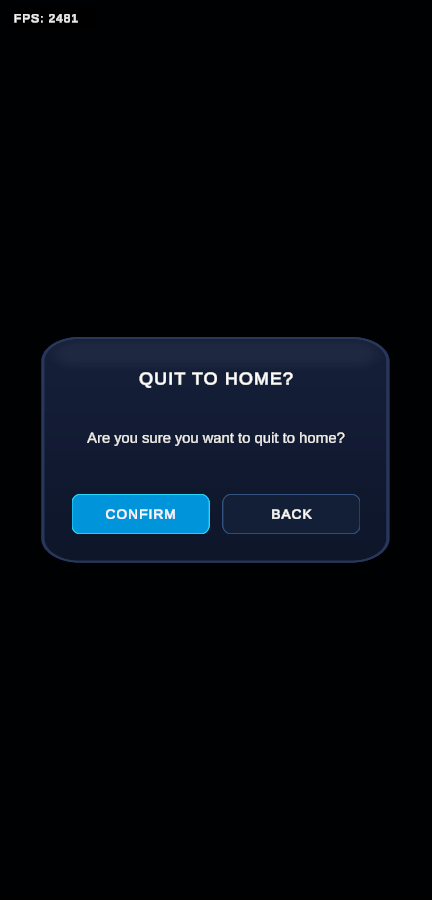 FPS: 2481
QUIT TO HOME?
Are you sure you want to quit to home?
CONFIRM
BACK